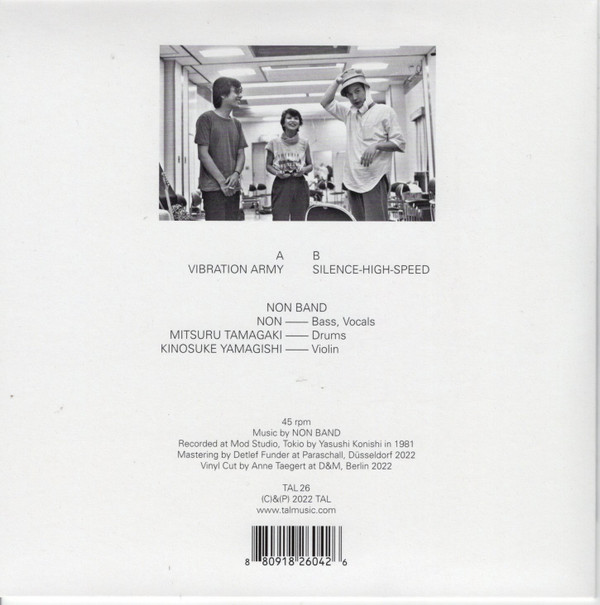 A B
VIBRATION ARMY SILENCE-HIGH-SPEED
NON BAND
NON —— Bass, Vocals
MITSURU TAMAGAKI —— Drums
KINOSUKE YAMAGISHI —— Violin
45 rpm
Music by NON BAND
Recorded at Mod Studio, Tokio by Yasushi Konishi in 1981
Mastering by Detlef Funder at Paraschall, Düsseldorf 2022
Vinyl Cut by Anne Taegert at D&M, Berlin 2022
TAL 26
(C)&(P) 2022 TAL
www.talmusic.com
8 80918 26042 6